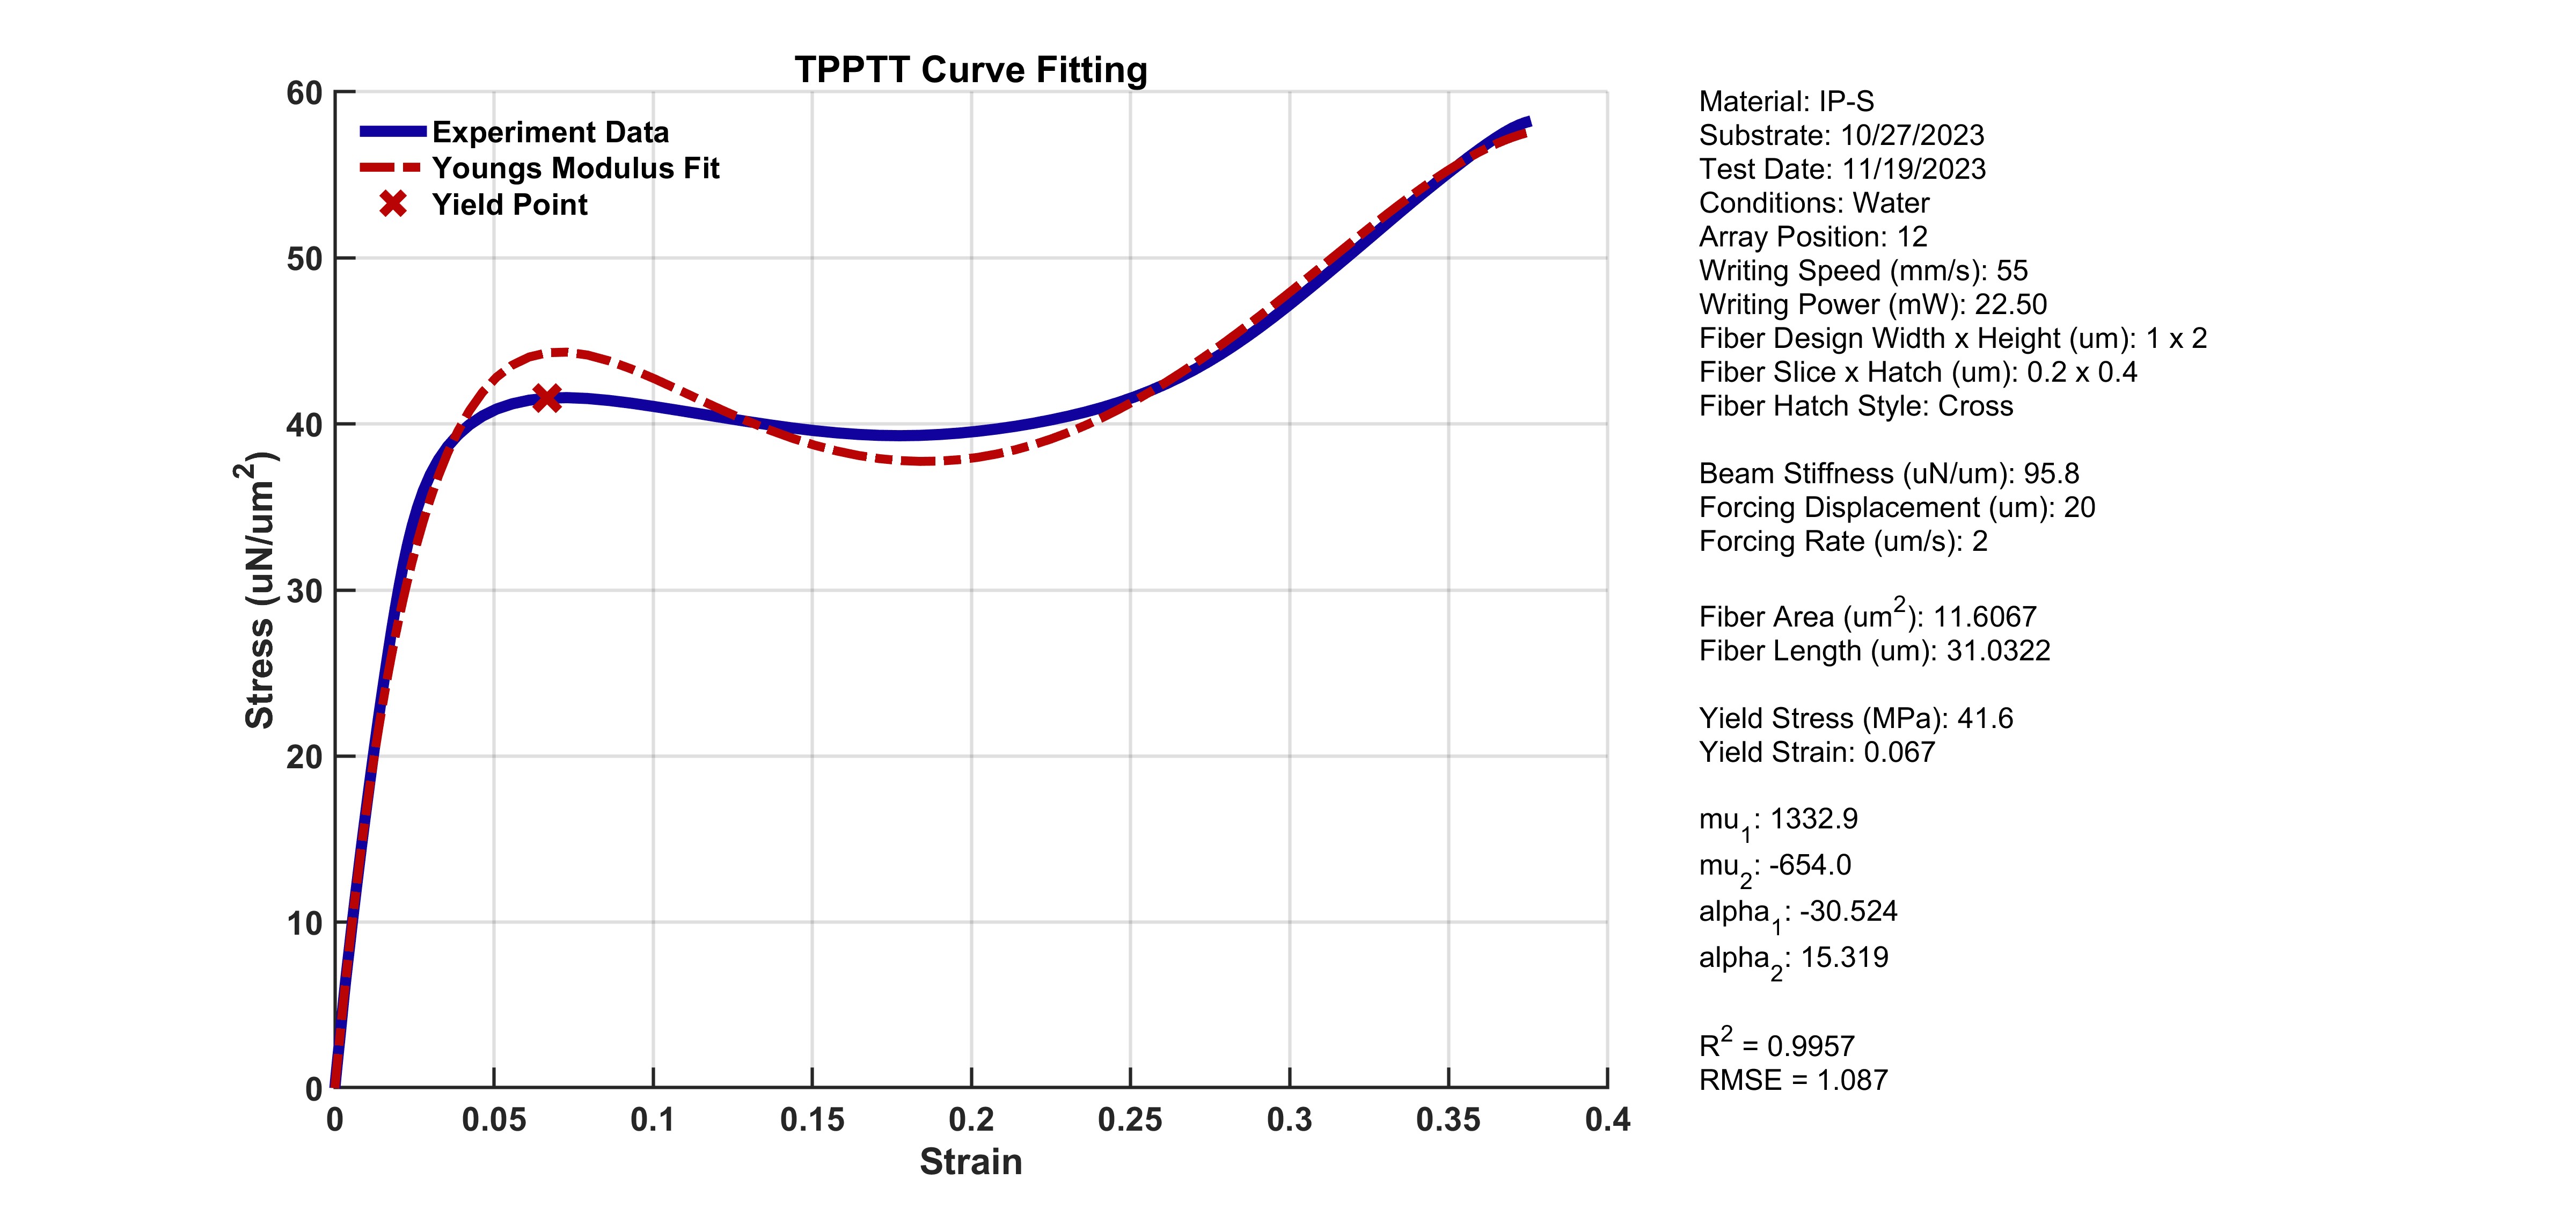 TPPTT Curve Fitting
60
50
40
30
20
10
0
Stress (uN/um²)
Experiment Data
Youngs Modulus Fit
Yield Point
0 0.05 0.1 0.15 0.2 0.25 0.3 0.35 0.4
Strain
Material: IP-S
Substrate: 10/27/2023
Test Date: 11/19/2023
Conditions: Water
Array Position: 12
Writing Speed (mm/s): 55
Writing Power (mW): 22.50
Fiber Design Width x Height (um): 1 x 2
Fiber Slice x Hatch (um): 0.2 x 0.4
Fiber Hatch Style: Cross
Beam Stiffness (uN/um): 95.8
Forcing Displacement (um): 20
Forcing Rate (um/s): 2
Fiber Area (um²): 11.6067
Fiber Length (um): 31.0322
Yield Stress (MPa): 41.6
Yield Strain: 0.067
mu₁: 1332.9
mu₂: -654.0
alpha₁: -30.524
alpha₂: 15.319
R² = 0.9957
RMSE = 1.087